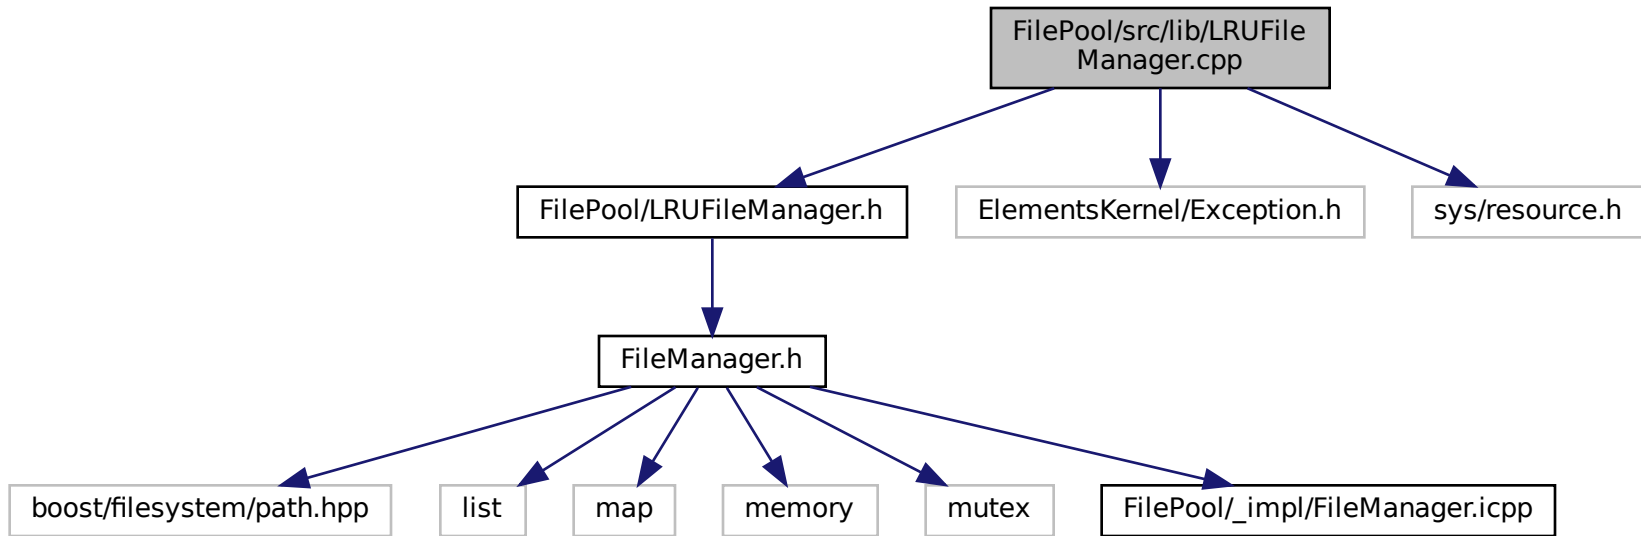 FilePool/src/lib/LRUFile
Manager.cpp
FilePool/LRUFileManager.h
ElementsKernel/Exception.h
sys/resource.h
FileManager.h
boost/filesystem/path.hpp
list
map
memory
mutex
FilePool/_impl/FileManager.icpp